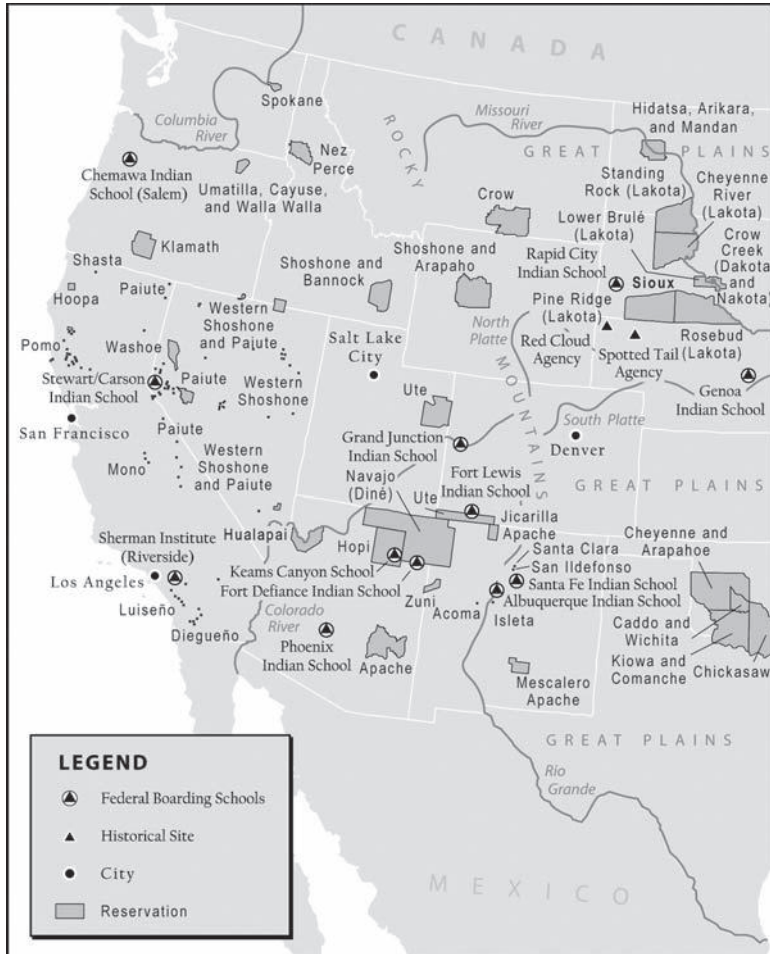 CANADA
Spokane
Columbia
River
ROCKY
Missouri
River
Hidatsa, Arikara,
and Mandan
GREAT PLAINS
Chemawa Indian
School (Salem)
Umatilla, Cayuse,
and Walla Walla
Nez
Perce
Crow
Standing
Rock (Lakota)
Cheyenne
River
(Lakota)
Lower Brulé
(Lakota)
Crow
Creek (Dakota
and
Nakota)
Klamath
Shasta
Hoopa
Paiute
Shoshone and
Bannock
Shoshone and
Arapaho
Rapid City
Indian School
Sioux
Pine Ridge
(Lakota)
Western
Shoshone
and Paiute
Pomo
Washoe
Salt Lake
City
North
Platte
MOUNTAINS
Red Cloud
Agency
Spotted Tail
Agency
Rosebud
(Lakota)
Stewart/Carson
Indian School
Paiute
Western
Shoshone
Ute
Genoa
Indian School
San Francisco
Paiute
Mono
Western
Shoshone
and Paiute
Grand Junction
Indian School
South Platte
Denver
Navajo
(Diné)
Ute
Fort Lewis
Indian School
GREAT PLAINS
Sherman Institute
(Riverside)
Hualapai
Hopi
Jicarilla
Apache
Cheyenne and
Arapahoe
Los Angeles
Keams Canyon School
Fort Defiance Indian School
Santa Clara
San Ildefonso
Santa Fe Indian School
Albuquerque Indian School
Luiseño
Diegueño
Colorado
River
Zuni
Acoma
Isleta
Caddo and
Wichita
Kiowa and
Comanche
Chickasaw
Phoenix
Indian School
Apache
Mescalero
Apache
GREAT PLAINS
Rio
Grande
MEXICO
LEGEND
Federal Boarding Schools
Historical Site
City
Reservation